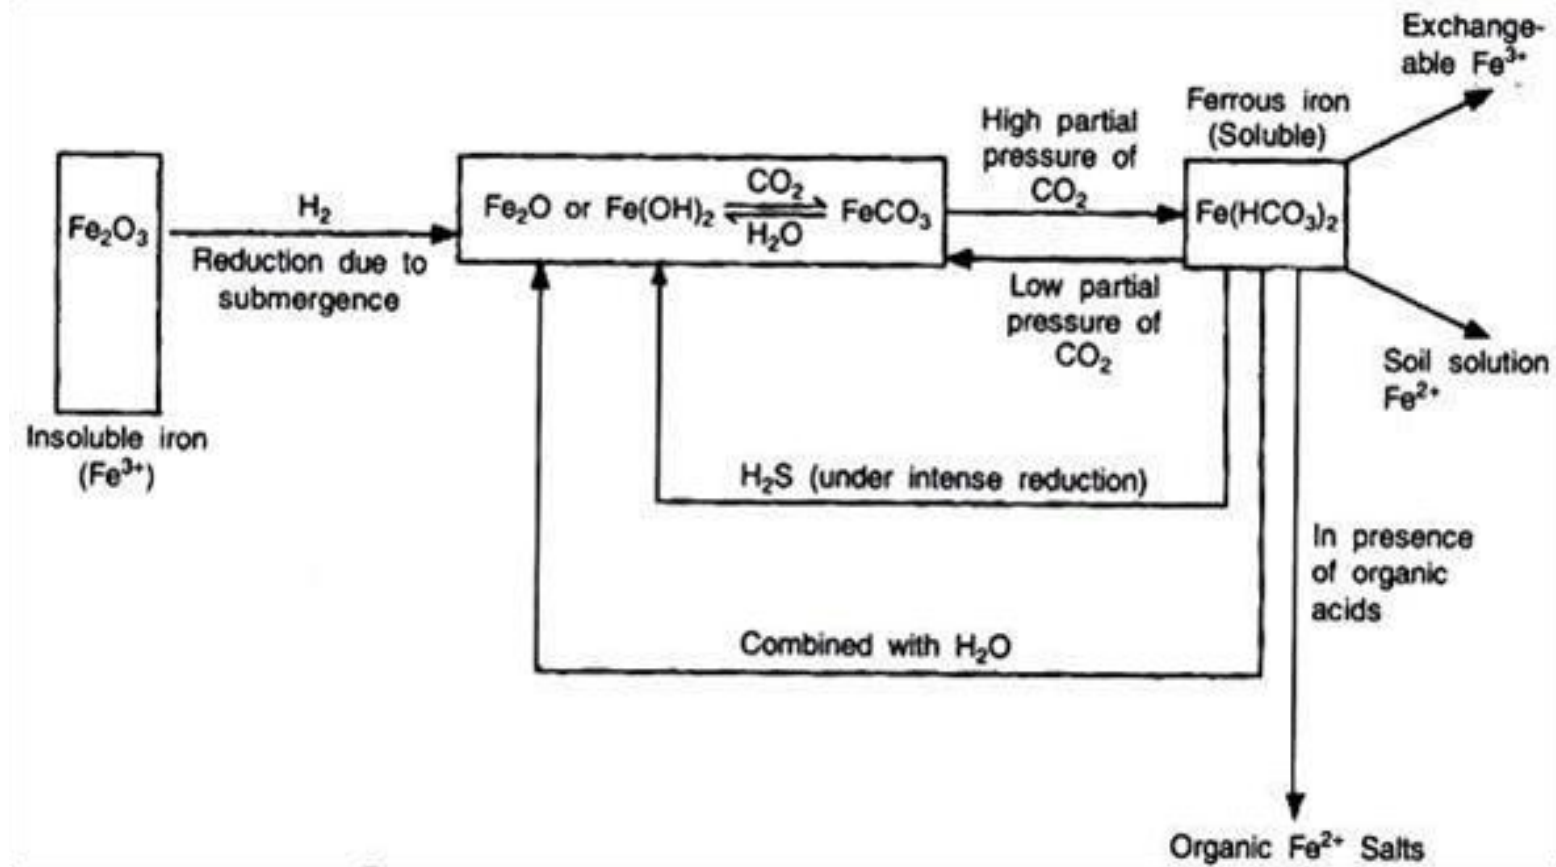 Exchange-
able Fe³⁺
Ferrous iron
(Soluble)
High partial
pressure of
CO₂
Fe₂O₃
H₂
Reduction due to
submergence
CO₂
Fe₂O or Fe(OH)₂ ⇌ FeCO₃
H₂O
Fe(HCO₃)₂
Low partial
pressure of
CO₂
Soil solution
Fe²⁺
Insoluble iron
(Fe³⁺)
H₂S (under intense reduction)
In presence
of organic
acids
Combined with H₂O
Organic Fe²⁺ Salts